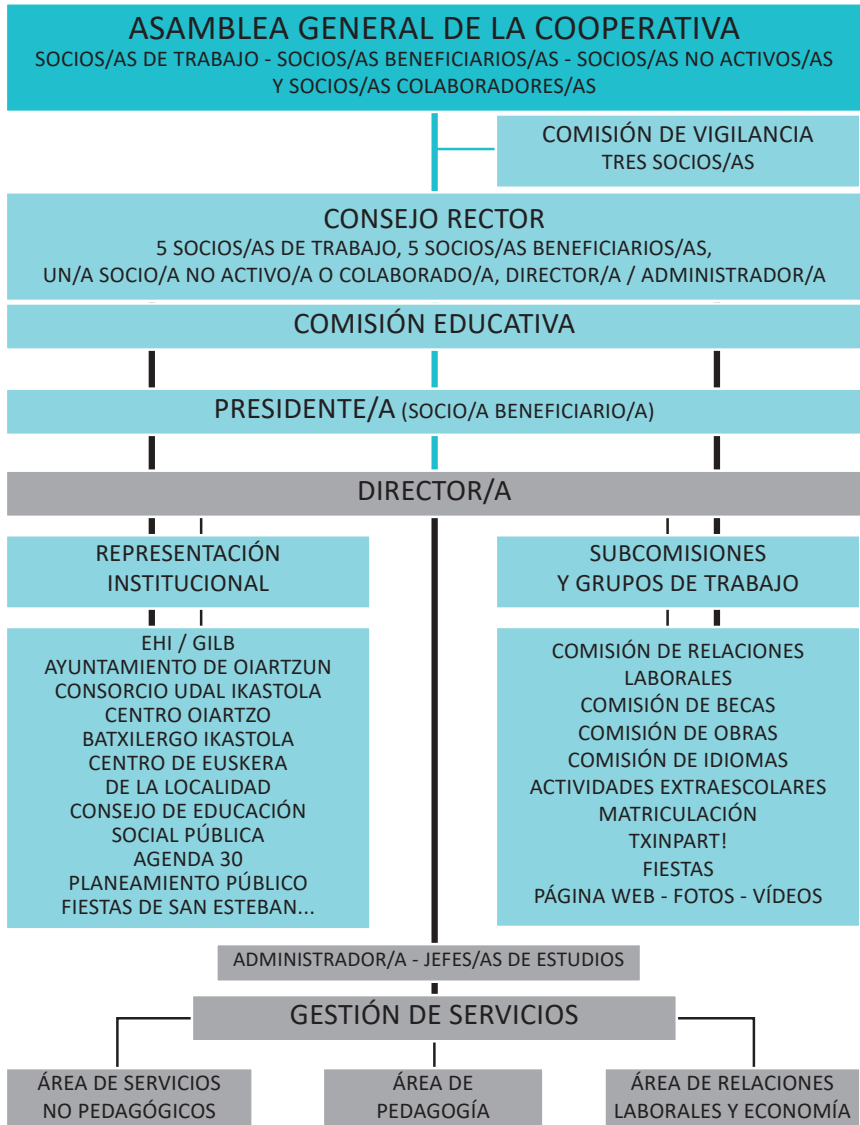 ASAMBLEA GENERAL DE LA COOPERATIVA
SOCIOS/AS DE TRABAJO - SOCIOS/AS BENEFICIARIOS/AS - SOCIOS/AS NO ACTIVOS/AS
Y SOCIOS/AS COLABORADORES/AS
COMISIÓN DE VIGILANCIA
TRES SOCIOS/AS
CONSEJO RECTOR
5 SOCIOS/AS DE TRABAJO, 5 SOCIOS/AS BENEFICIARIOS/AS,
UN/A SOCIO/A NO ACTIVO/A O COLABORADO/A, DIRECTOR/A / ADMINISTRADOR/A
COMISIÓN EDUCATIVA
PRESIDENTE/A (SOCIO/A BENEFICIARIO/A)
DIRECTOR/A
REPRESENTACIÓN
INSTITUCIONAL
EHI / GILB
AYUNTAMIENTO DE OIARTZUN
CONSORCIO UDAL IKASTOLA
CENTRO OIARTZO
BATXILERGO IKASTOLA
CENTRO DE EUSKERA
DE LA LOCALIDAD
CONSEJO DE EDUCACIÓN
SOCIAL PÚBLICA
AGENDA 30
PLANEAMIENTO PÚBLICO
FIESTAS DE SAN ESTEBAN...
SUBCOMISIONES
Y GRUPOS DE TRABAJO
COMISIÓN DE RELACIONES
LABORALES
COMISIÓN DE BECAS
COMISIÓN DE OBRAS
COMISIÓN DE IDIOMAS
ACTIVIDADES EXTRAESCOLARES
MATRICULACIÓN
TXINPART!
FIESTAS
PÁGINA WEB - FOTOS - VÍDEOS
ADMINISTRADOR/A - JEFES/AS DE ESTUDIOS
GESTIÓN DE SERVICIOS
ÁREA DE SERVICIOS
NO PEDAGÓGICOS
ÁREA DE
PEDAGOGÍA
ÁREA DE RELACIONES
LABORALES Y ECONOMÍA